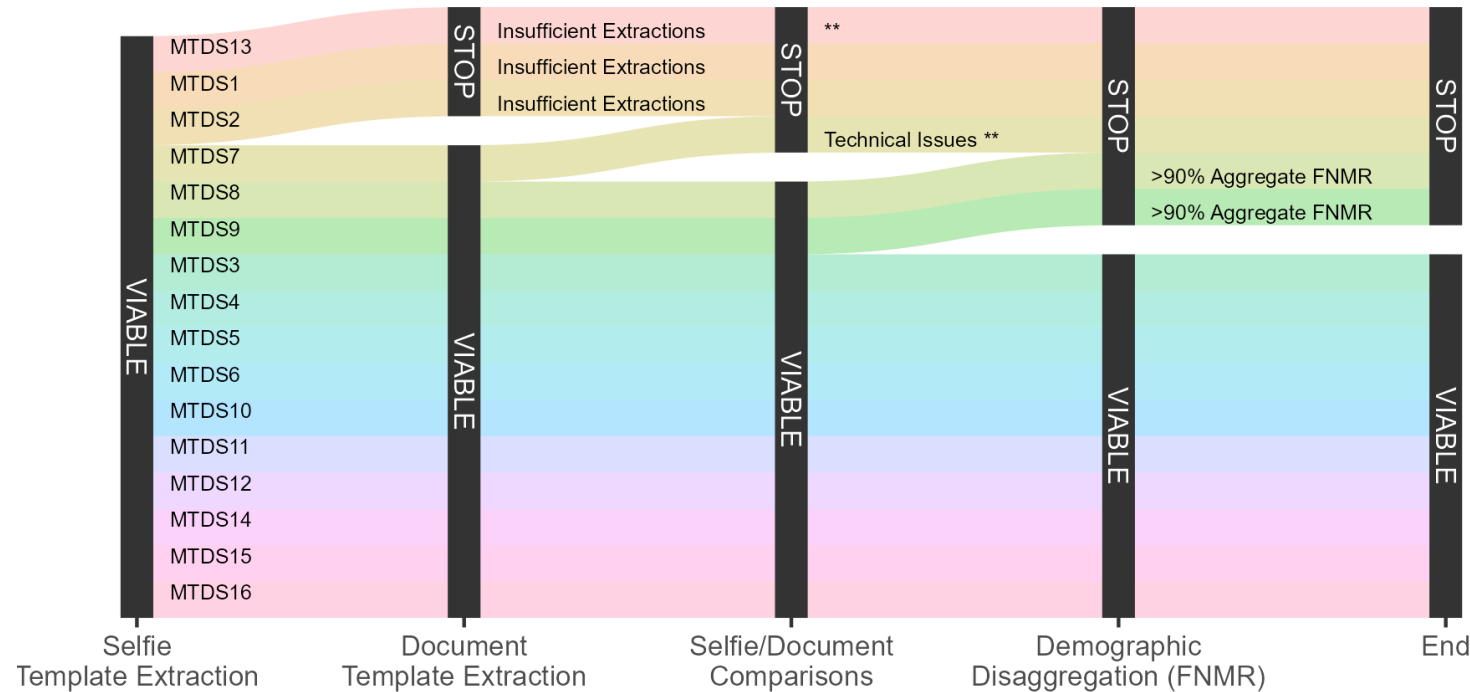 MTDS13
MTDS1
MTDS2
MTDS7
MTDS8
MTDS9
MTDS3
MTDS4
MTDS5
MTDS6
MTDS10
MTDS11
MTDS12
MTDS14
MTDS15
MTDS16
VIABLE
STOP
VIABLE
Insufficient Extractions
Insufficient Extractions
Insufficient Extractions
STOP
VIABLE
**
Technical Issues **
STOP
VIABLE
>90% Aggregate FNMR
>90% Aggregate FNMR
STOP
VIABLE
Selfie
Template Extraction
Document
Template Extraction
Selfie/Document
Comparisons
Demographic
Disaggregation (FNMR)
End